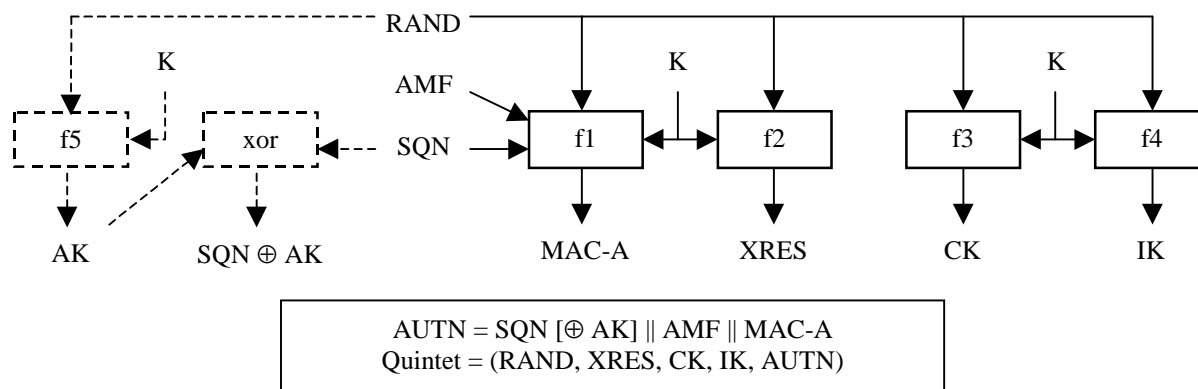 RAND
K
K
K
AMF
f5
xor
SQN
f1
f2
f3
f4
AK
SQN ⊕ AK
MAC-A
XRES
CK
IK
AUTN = SQN [⊕ AK] || AMF || MAC-A
Quintet = (RAND, XRES, CK, IK, AUTN)